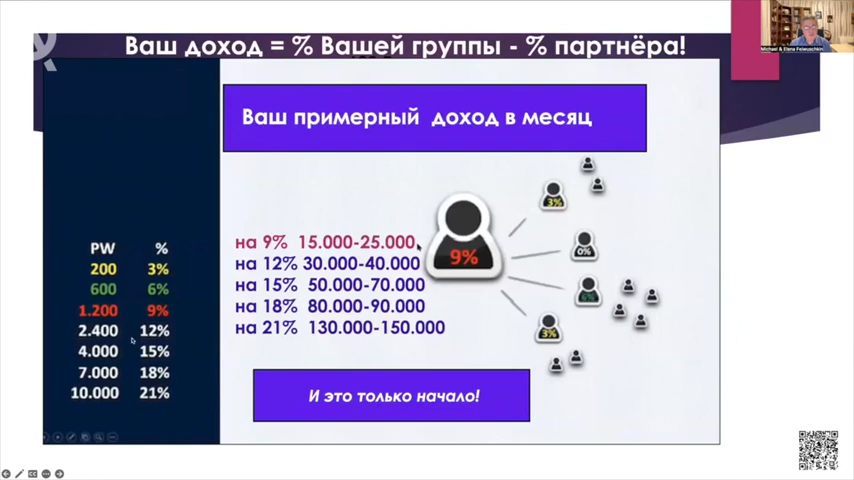 Ваш доход = % Вашей группы - % партнёра!
Michael & Elena Feiwuschkin
Ваш примерный доход в месяц
PW %
200 3%
600 6%
1.200 9%
2.400 12%
4.000 15%
7.000 18%
10.000 21%
на 9% 15.000-25.000
на 12% 30.000-40.000
на 15% 50.000-70.000
на 18% 80.000-90.000
на 21% 130.000-150.000
9%
3%
0%
6%
3%
И это только начало!